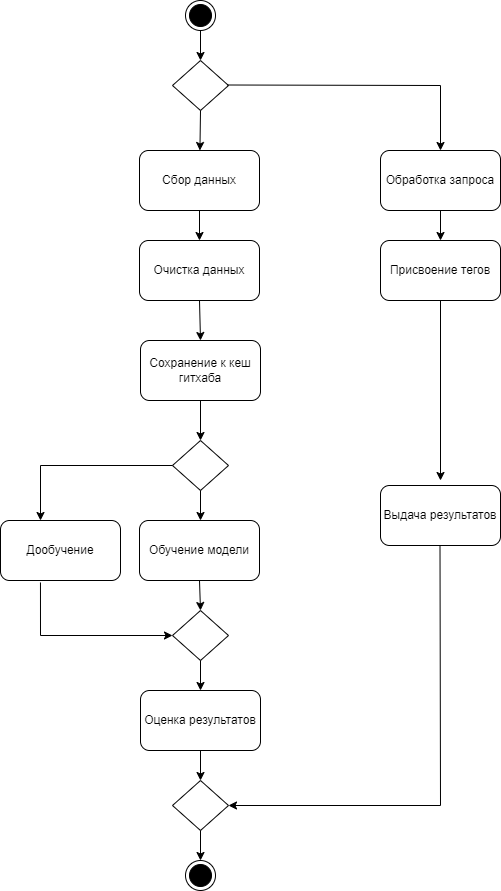 Сбор данных
Обработка запроса
Очистка данных
Присвоение тегов
Сохранение к кеш
гитхаба
Выдача результатов
Дообучение
Обучение модели
Оценка результатов